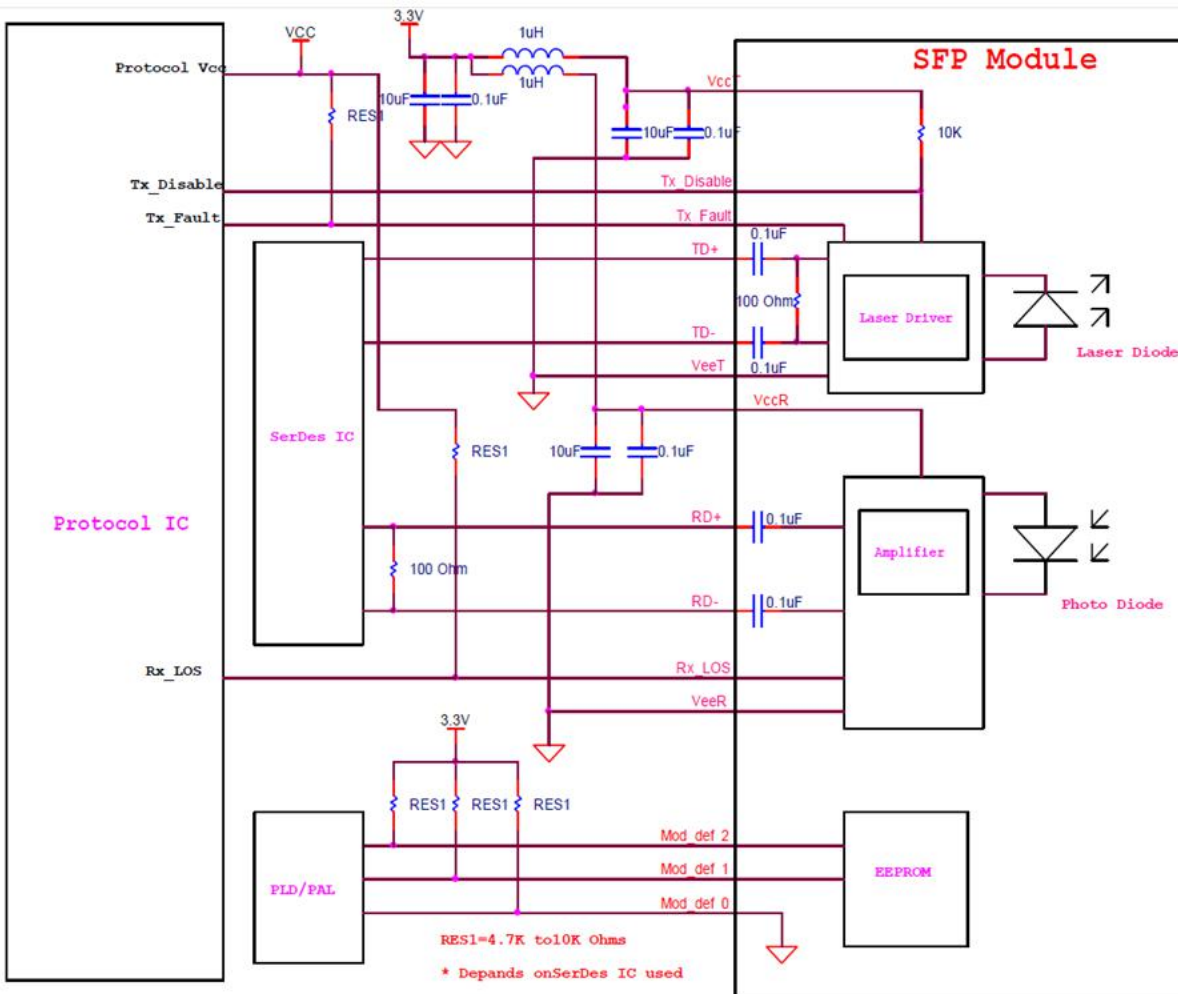 3.3V
1uH
VCC
SFP Module
Protocol Vcc
1uH
VccT
10uF
0.1uF
RES1
10uF
0.1uF
10K
Tx_Disable
Tx_Disable
Tx_Fault
Tx_Fault
0.1uF
TD+
100 Ohm
Laser Driver
TD-
Laser Diode
VeeT
0.1uF
VccR
SerDes IC
RES1
10uF
0.1uF
Protocol IC
RD+
0.1uF
Amplifier
100 Ohm
RD-
0.1uF
Photo Diode
Rx_LOS
Rx_LOS
VeeR
3.3V
RES1
RES1
RES1
Mod_def 2
Mod_def 1
PLD/PAL
EEPROM
Mod_def 0
RES1=4.7K to10K Ohms
* Depands onSerDes IC used